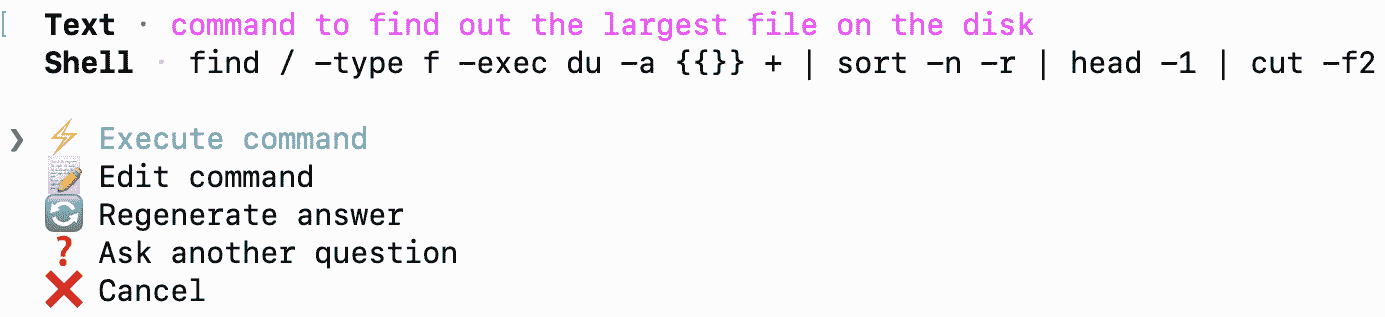 Text · command to find out the largest file on the disk
Shell · find / -type f -exec du -a {{}} + | sort -n -r | head -1 | cut -f2
❯ ⚡ Execute command
📝 Edit command
🔄 Regenerate answer
❓ Ask another question
❌ Cancel